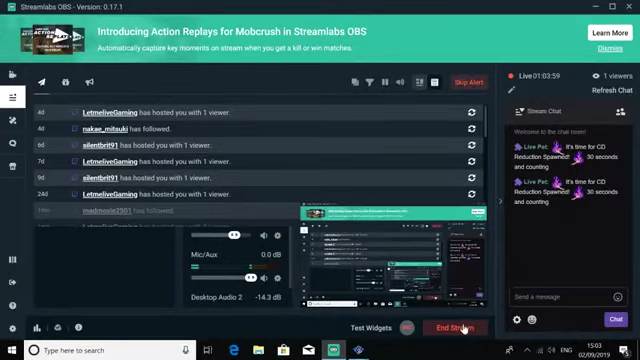 Streamlabs OBS - Version: 0.17.1
Introducing Action Replays for Mobcrush in Streamlabs OBS
Automatically capture key moments on stream when you get a kill or win matches.
Learn More
Dismiss
Skip Alert
Live 01:03:59
1 viewers
Refresh Chat
4d LetmeliveGaming has hosted you with 1 viewer.
4d nakae_mitsuki has followed.
6d silentbrit91 has hosted you with 1 viewer.
7d LetmeliveGaming has hosted you with 1 viewer.
9d silentbrit91 has hosted you with 1 viewer.
24d LetmeliveGaming has hosted you with 1 viewer.
madmosie2501 has followed.
Stream Chat
Welcome to the chat room!
Live Pet: It's time for CD
Reduction Spawned! 30 seconds
and counting
Live Pet: It's time for CD
Reduction Spawned! 30 seconds
and counting
Mic/Aux 0.0 dB
Desktop Audio 2 -14.3 dB
Send a message
Chat
Test Widgets
REC
End Stream
Type here to search
ENG
15:03
02/09/2019